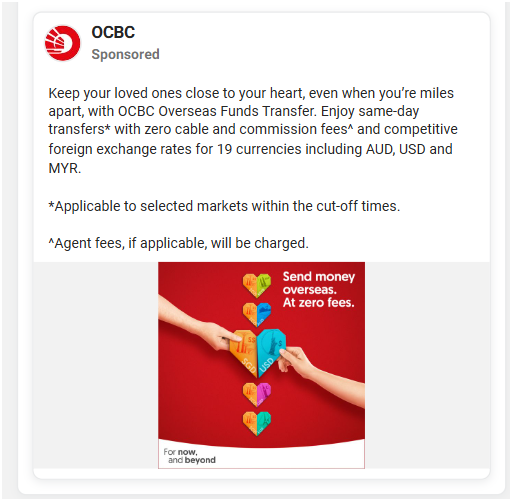 OCBC
Sponsored
Keep your loved ones close to your heart, even when you’re miles
apart, with OCBC Overseas Funds Transfer. Enjoy same-day
transfers* with zero cable and commission fees^ and competitive
foreign exchange rates for 19 currencies including AUD, USD and
MYR.
*Applicable to selected markets within the cut-off times.
^Agent fees, if applicable, will be charged.
Send money
overseas.
At zero fees.
SGD
USD
For now,
and beyond